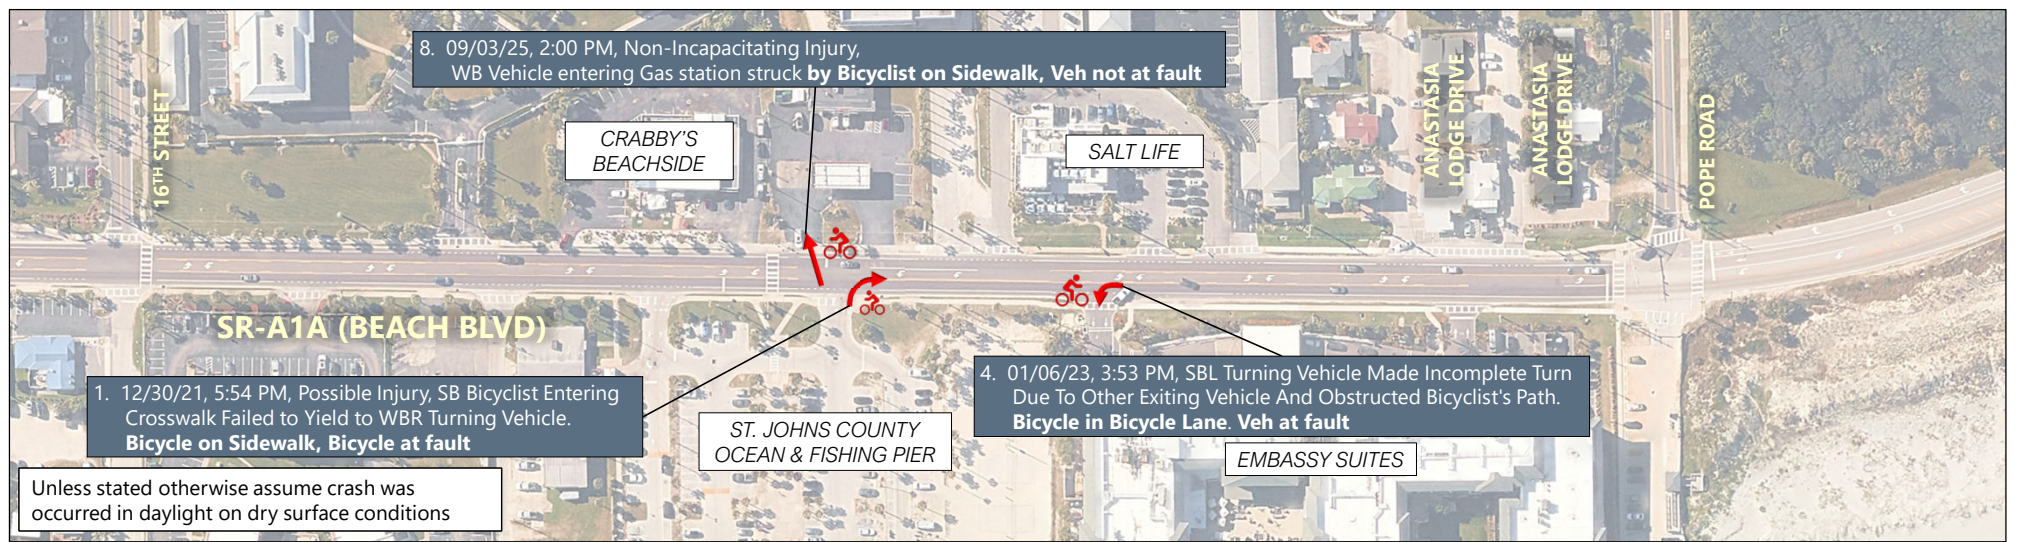 8. 09/03/25, 2:00 PM, Non-Incapacitating Injury,
WB Vehicle entering Gas station struck by Bicyclist on Sidewalk, Veh not at fault
16TH STREET
CRABBY'S
BEACHSIDE
SALT LIFE
ANASTASIA
LODGE DRIVE
ANASTASIA
LODGE DRIVE
POPE ROAD
SR-A1A (BEACH BLVD)
1. 12/30/21, 5:54 PM, Possible Injury, SB Bicyclist Entering
Crosswalk Failed to Yield to WBR Turning Vehicle.
Bicycle on Sidewalk, Bicycle at fault
4. 01/06/23, 3:53 PM, SBL Turning Vehicle Made Incomplete Turn
Due To Other Exiting Vehicle And Obstructed Bicyclist's Path.
Bicycle in Bicycle Lane. Veh at fault
ST. JOHNS COUNTY
OCEAN & FISHING PIER
EMBASSY SUITES
Unless stated otherwise assume crash was
occurred in daylight on dry surface conditions